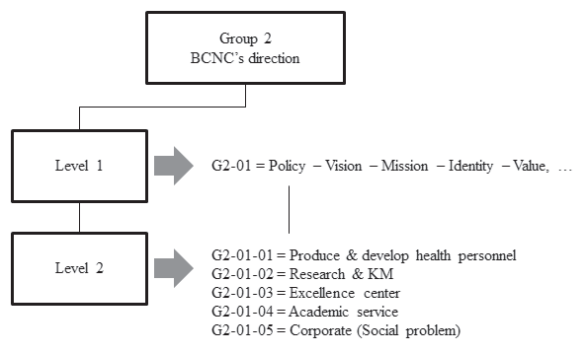 Group 2
BCNC's direction
Level 1
G2-01 = Policy – Vision – Mission – Identity – Value, …
Level 2
G2-01-01 = Produce & develop health personnel
G2-01-02 = Research & KM
G2-01-03 = Excellence center
G2-01-04 = Academic service
G2-01-05 = Corporate (Social problem)